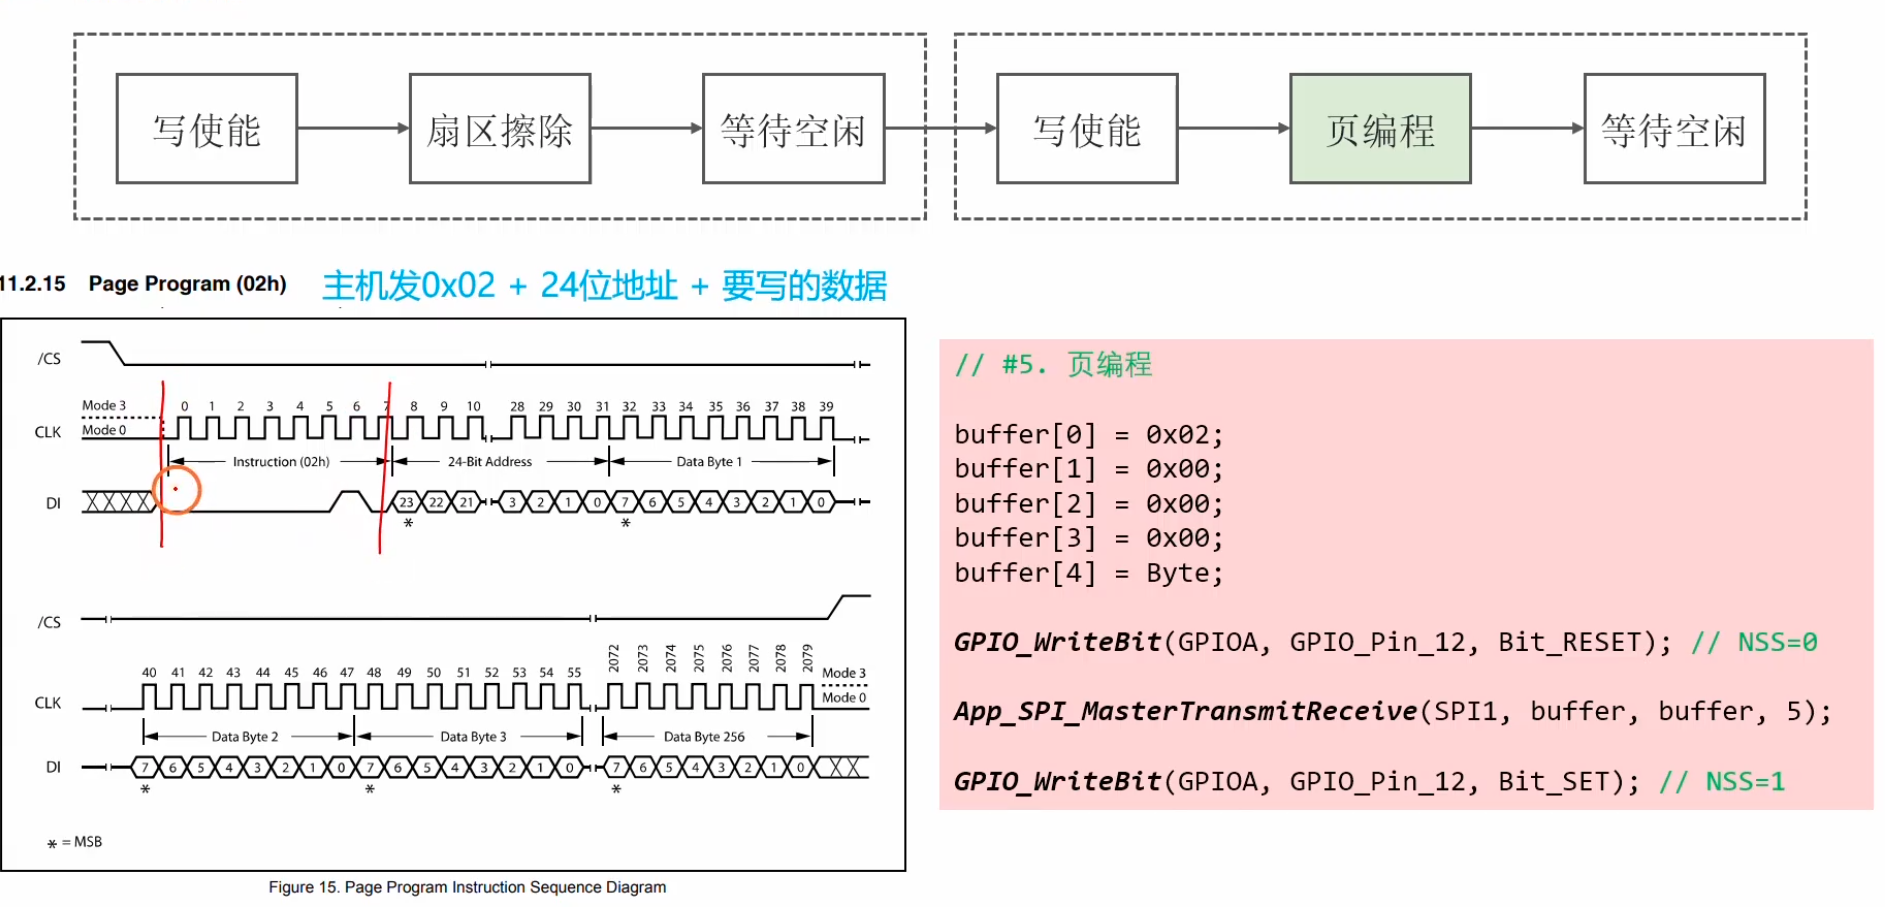 写使能 扇区擦除 等待空闲 写使能 页编程 等待空闲
11.2.15 Page Program (02h) 主机发0x02 + 24位地址 + 要写的数据
/CS
Mode 3 0 1 2 3 4 5 6 7 8 9 10 28 29 30 31 32 33 34 35 36 37 38 39
CLK Mode 0
Instruction (02h) 24-Bit Address Data Byte 1
DI 23 22 21 3 2 1 0 7 6 5 4 3 2 1 0
* *
/CS
40 41 42 43 44 45 46 47 48 49 50 51 52 53 54 55 2072 2073 2074 2075 2076 2077 2078 2079 Mode 3
CLK Mode 0
Data Byte 2 Data Byte 3 Data Byte 256
DI 7 6 5 4 3 2 1 0 7 6 5 4 3 2 1 0 7 6 5 4 3 2 1 0
* * *
* = MSB
Figure 15. Page Program Instruction Sequence Diagram
// #5. 页编程
buffer[0] = 0x02;
buffer[1] = 0x00;
buffer[2] = 0x00;
buffer[3] = 0x00;
buffer[4] = Byte;
GPIO_WriteBit(GPIOA, GPIO_Pin_12, Bit_RESET); // NSS=0
App_SPI_MasterTransmitReceive(SPI1, buffer, buffer, 5);
GPIO_WriteBit(GPIOA, GPIO_Pin_12, Bit_SET); // NSS=1